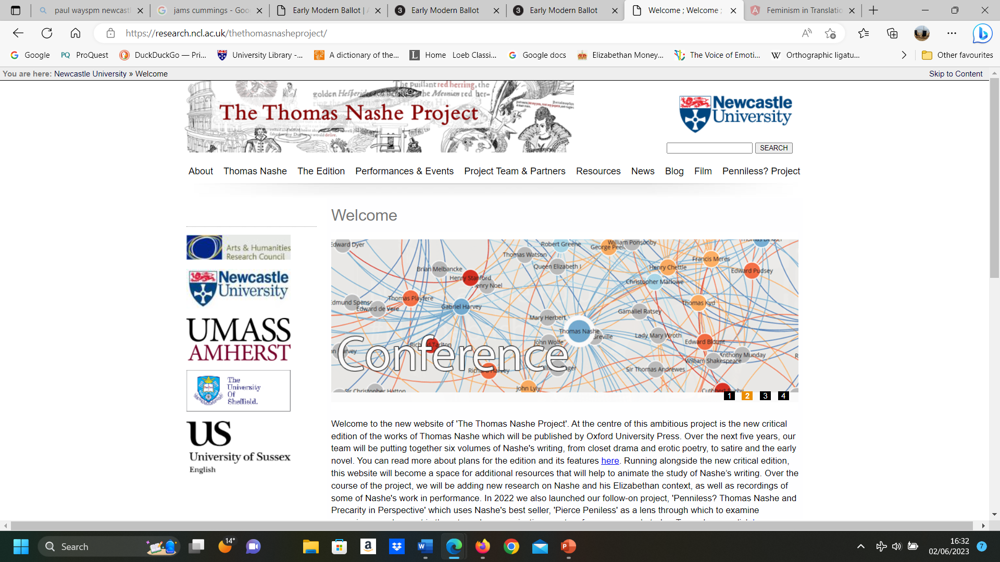 paul wayspm newcastl
jams cummings - Goo
Early Modern Ballot | A
Early Modern Ballot
Early Modern Ballot
Welcome ; Welcome ;
Feminism in Translatio
https://research.ncl.ac.uk/thethomasnasheproject/
Google
ProQuest
DuckDuckGo — Pri...
University Library -...
A dictionary of the...
Home Loeb Classi...
Google docs
Elizabethan Money...
The Voice of Emoti...
Orthographic ligatu...
Other favourites
You are here: Newcastle University » Welcome
Skip to Content
The puissant red herring, the
golden Hesperides red
the Meonian red her-
The Thomas Nashe Project
Newcastle
University
SEARCH
About Thomas Nashe The Edition Performances & Events Project Team & Partners Resources News Blog Film Penniless? Project
Welcome
Arts & Humanities
Research Council
Newcastle
University
UMASS
AMHERST
The
University
Of
Sheffield.
US
University of Sussex
English
Edward Dyer
Robert Greene
William Ponsonby
George Peele
Thomas Watson
Francis Meres
Queen Elizabeth I
Brian Melbancke
Henry Chettle
Edward Pudsey
Henry Stanford
Henry Noel
Christopher Marlowe
Thomas Playfere
Edmund Spenser
Edward de Vere
Gabriel Harvey
Thomas Kyd
Gamaliel Ratsey
Mary Herbert
Thomas Nashe
Greville
Lady Mary Wroth
John Wolfe
Edward Blount
Richard Tarlton
Anthony Munday
William Shakespeare
Conference
Richard Harvey
Sir Thomas Andrewes
John Lyly
Sir Christopher Hatton
Cuthbert Burby
1 2 3 4
Welcome to the new website of 'The Thomas Nashe Project'. At the centre of this ambitious project is the new critical
edition of the works of Thomas Nashe which will be published by Oxford University Press. Over the next five years, our
team will be putting together six volumes of Nashe's writing, from closet drama and erotic poetry, to satire and the early
novel. You can read more about plans for the edition and its features here. Running alongside the new critical edition,
this website will become a space for additional resources that will help to animate the study of Nashe’s writing. Over the
course of the project, we will be adding new research on Nashe and his Elizabethan context, as well as recordings of
some of Nashe's work in performance. In 2022 we also launched our follow-on project, 'Penniless? Thomas Nashe and
Precarity in Perspective' which uses Nashe's best seller, 'Pierce Peniless' as a lens through which to examine
Search
14°
16:32
02/06/2023
7